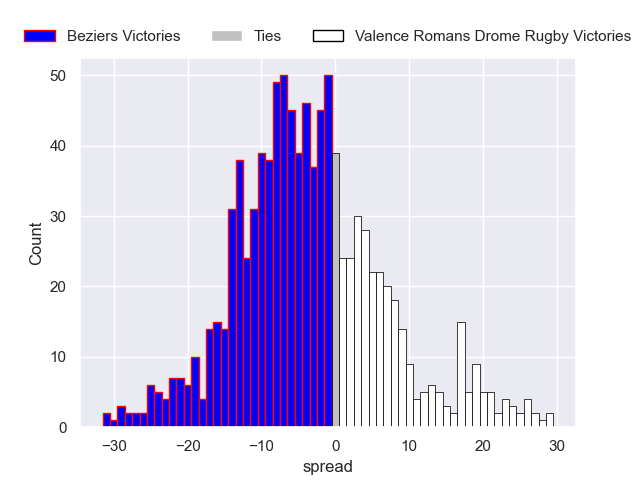 Beziers Victories
Ties
Valence Romans Drome Rugby Victories
50
40
30
20
10
0
Count
−30
−20
−10
0
10
20
30
spread